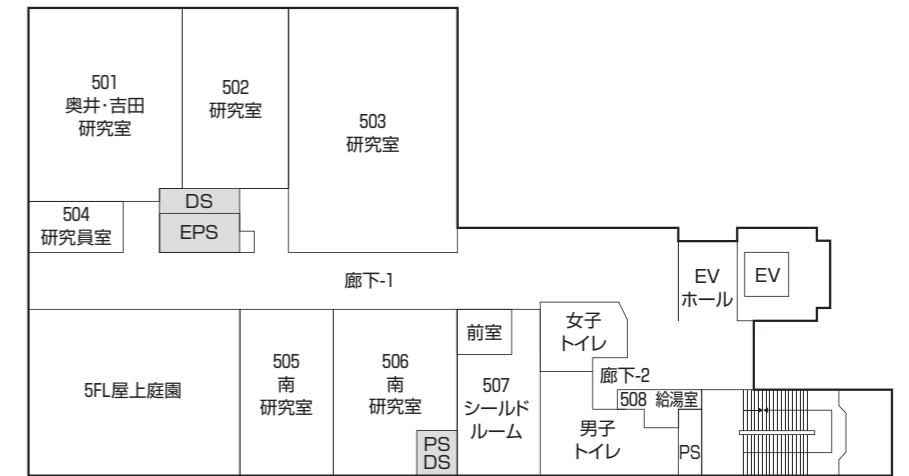 501
奥井・吉田
研究室
502
研究室
503
研究室
504
研究員室
DS
EPS
廊下-1
EV
ホール
EV
5FL屋上庭園
505
南
研究室
506
南
研究室
PS
DS
前室
507
シールド
ルーム
女子
トイレ
廊下-2
508 給湯室
男子
トイレ
PS